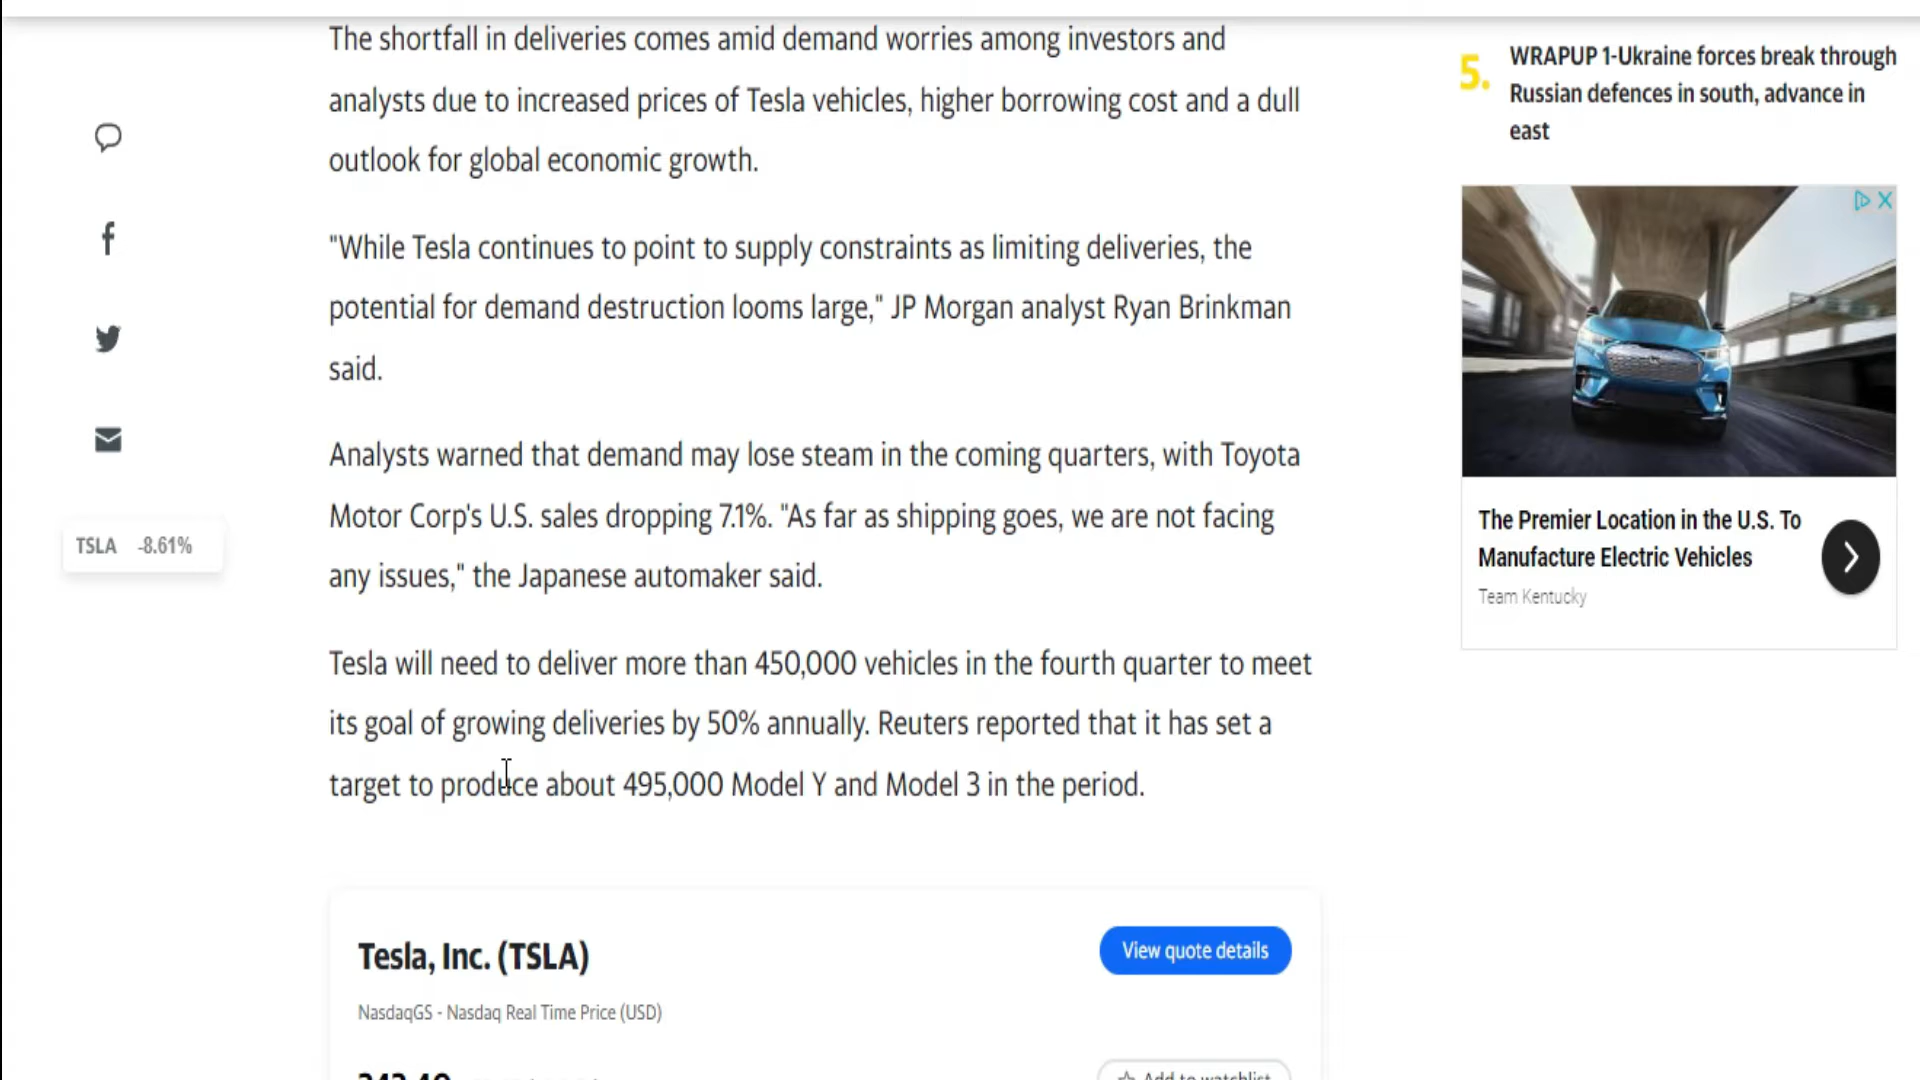 The shortfall in deliveries comes amid demand worries among investors and
analysts due to increased prices of Tesla vehicles, higher borrowing cost and a dull
outlook for global economic growth.
"While Tesla continues to point to supply constraints as limiting deliveries, the
potential for demand destruction looms large," JP Morgan analyst Ryan Brinkman
said.
Analysts warned that demand may lose steam in the coming quarters, with Toyota
Motor Corp's U.S. sales dropping 7.1%. "As far as shipping goes, we are not facing
any issues," the Japanese automaker said.
TSLA -8.61%
Tesla will need to deliver more than 450,000 vehicles in the fourth quarter to meet
its goal of growing deliveries by 50% annually. Reuters reported that it has set a
target to produce about 495,000 Model Y and Model 3 in the period.
Tesla, Inc. (TSLA)
View quote details
NasdaqGS - Nasdaq Real Time Price (USD)
Add to watchlist
5. WRAPUP 1-Ukraine forces break through
Russian defences in south, advance in
east
The Premier Location in the U.S. To
Manufacture Electric Vehicles
Team Kentucky